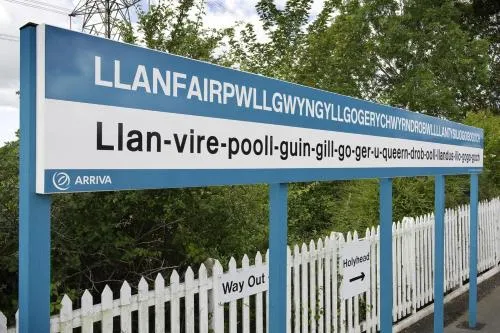 LLANFAIRPWLLGWYNGYLLGOGERYCHWYRNDROBWLLLLANTYSILIOGOGOGOCH
Llan-vire-pooll-guin-gill-go-ger-u-queern-drob-ooll-llandus-ilio-gogo-goch
ARRIVA
Way Out
Holyhead